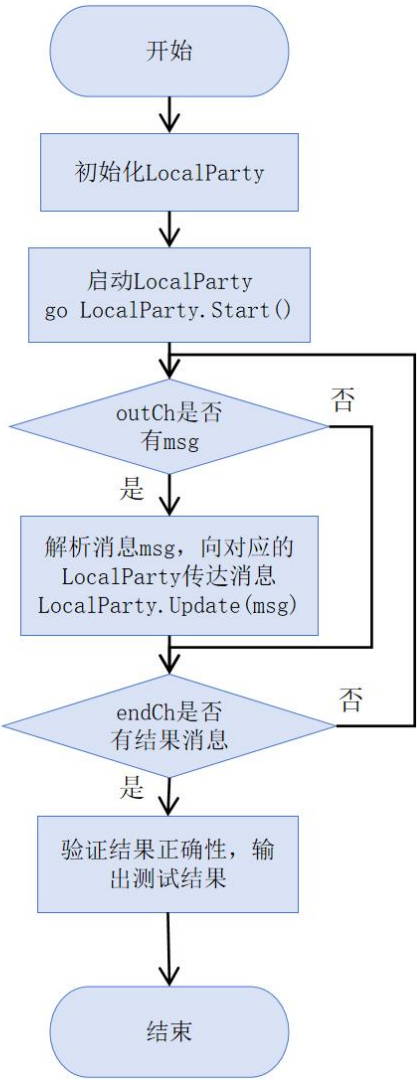 开始
初始化LocalParty
启动LocalParty
go LocalParty.Start()
outCh是否
有msg
否
是
解析消息msg，向对应的
LocalParty传达消息
LocalParty.Update(msg)
endCh是否
有结果消息
否
是
验证结果正确性，输
出测试结果
结束